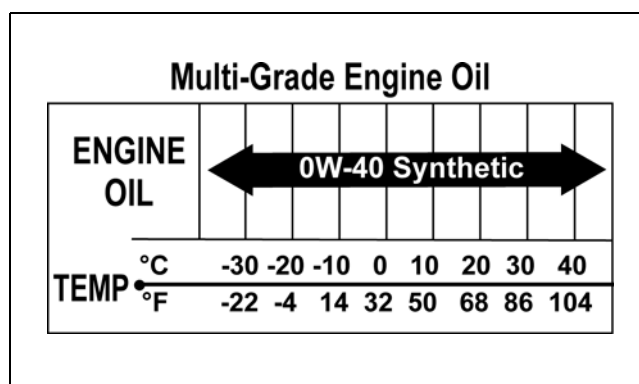 Multi-Grade Engine Oil
ENGINE
OIL
0W-40 Synthetic
°C -30 -20 -10 0 10 20 30 40
TEMP
°F -22 -4 14 32 50 68 86 104